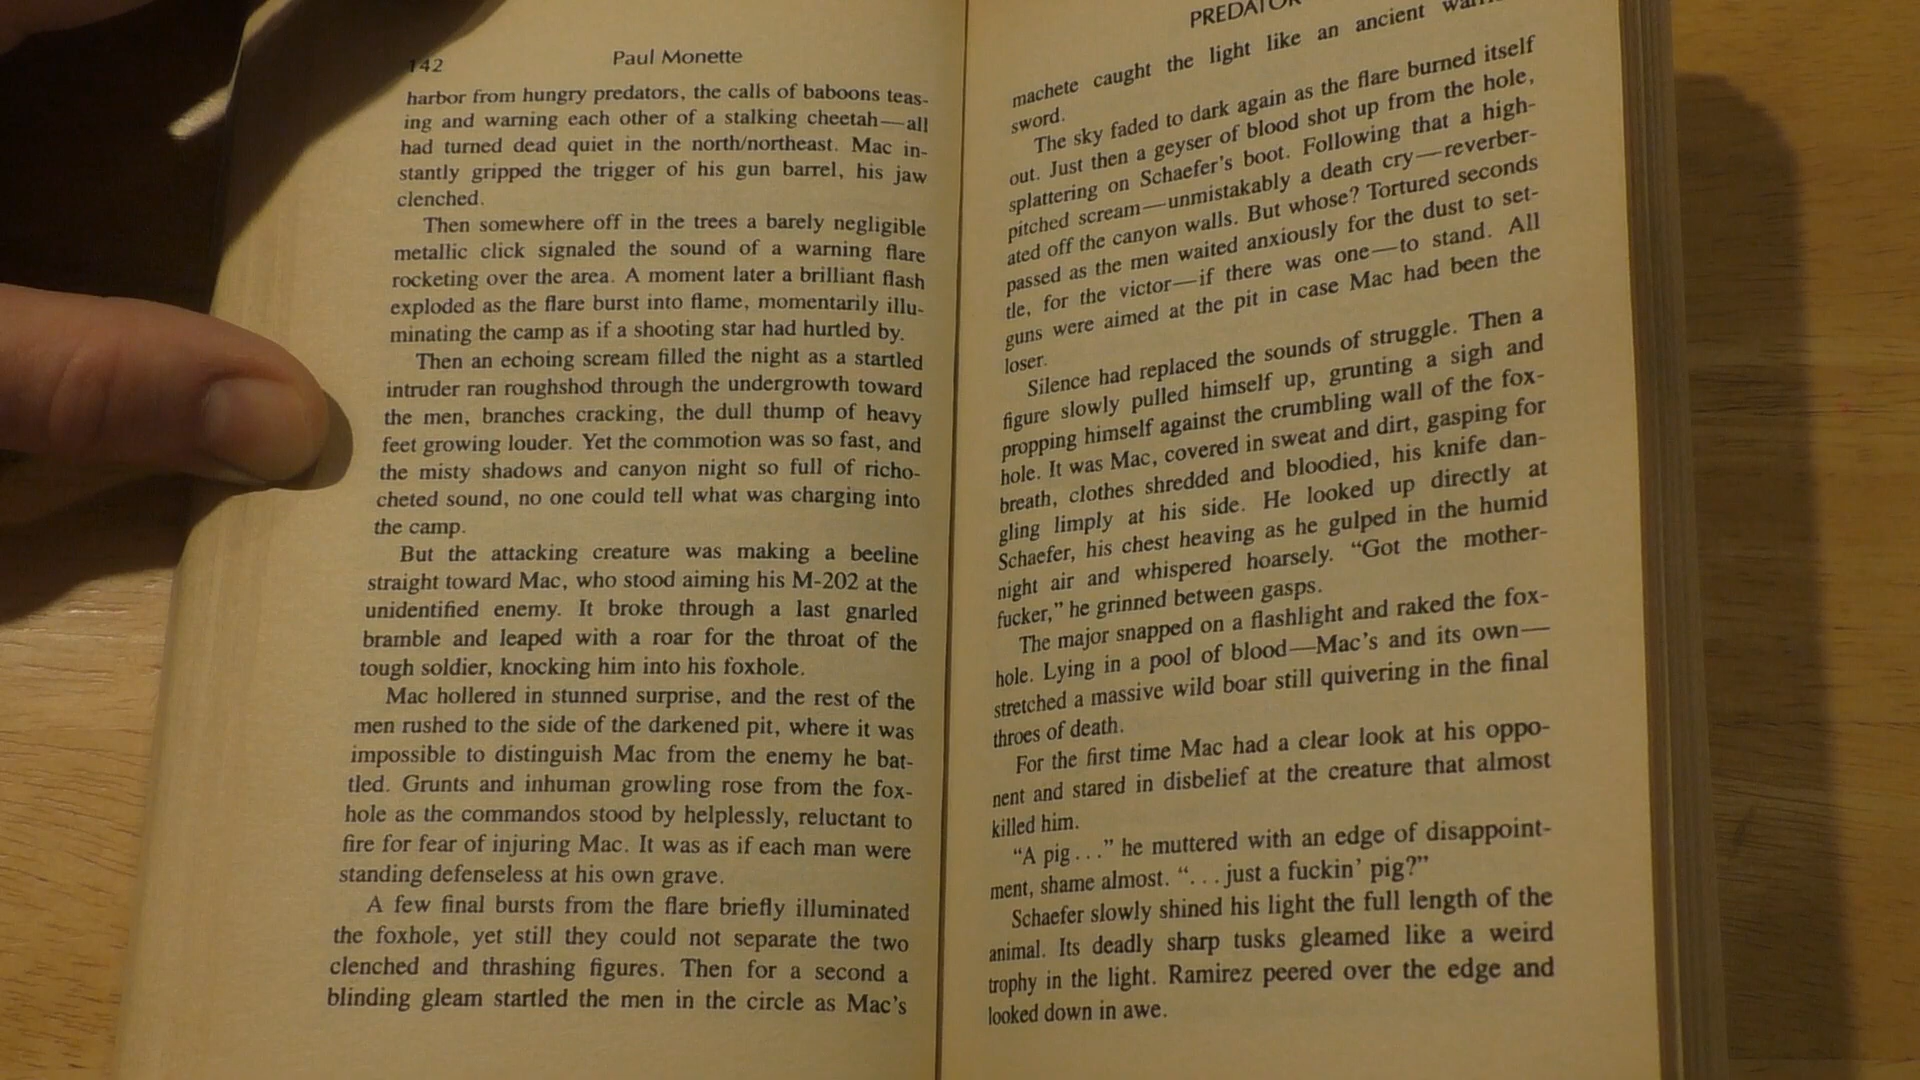 142
Paul Monette
harbor from hungry predators, the calls of baboons teas-
ing and warning each other of a stalking cheetah—all
had turned dead quiet in the north/northeast. Mac in-
stantly gripped the trigger of his gun barrel, his jaw
clenched.
Then somewhere off in the trees a barely negligible
metallic click signaled the sound of a warning flare
rocketing over the area. A moment later a brilliant flash
exploded as the flare burst into flame, momentarily illu-
minating the camp as if a shooting star had hurtled by.
Then an echoing scream filled the night as a startled
intruder ran roughshod through the undergrowth toward
the men, branches cracking, the dull thump of heavy
feet growing louder. Yet the commotion was so fast, and
the misty shadows and canyon night so full of richo-
cheted sound, no one could tell what was charging into
the camp.
But the attacking creature was making a beeline
straight toward Mac, who stood aiming his M-202 at the
unidentified enemy. It broke through a last gnarled
bramble and leaped with a roar for the throat of the
tough soldier, knocking him into his foxhole.
Mac hollered in stunned surprise, and the rest of the
men rushed to the side of the darkened pit, where it was
impossible to distinguish Mac from the enemy he bat-
tled. Grunts and inhuman growling rose from the fox-
hole as the commandos stood by helplessly, reluctant to
fire for fear of injuring Mac. It was as if each man were
standing defenseless at his own grave.
A few final bursts from the flare briefly illuminated
the foxhole, yet still they could not separate the two
clenched and thrashing figures. Then for a second a
blinding gleam startled the men in the circle as Mac's
PREDATOR
machete caught the light like an ancient
sword.
The sky faded to dark again as the flare burned itself
out. Just then a geyser of blood shot up from the hole,
splattering on Schaefer's boot. Following that a high-
pitched scream—unmistakably a death cry—reverber-
ated off the canyon walls. But whose? Tortured seconds
passed as the men waited anxiously for the dust to set-
tle, for the victor—if there was one—to stand. All
guns were aimed at the pit in case Mac had been the
loser.
Silence had replaced the sounds of struggle. Then a
figure slowly pulled himself up, grunting a sigh and
propping himself against the crumbling wall of the fox-
hole. It was Mac, covered in sweat and dirt, gasping for
breath, clothes shredded and bloodied, his knife dan-
gling limply at his side. He looked up directly at
Schaefer, his chest heaving as he gulped in the humid
night air and whispered hoarsely. “Got the mother-
fucker,” he grinned between gasps.
The major snapped on a flashlight and raked the fox-
hole. Lying in a pool of blood—Mac's and its own—
stretched a massive wild boar still quivering in the final
throes of death.
For the first time Mac had a clear look at his oppo-
nent and stared in disbelief at the creature that almost
killed him.
“A pig . . .” he muttered with an edge of disappoint-
ment, shame almost. “. . . just a fuckin’ pig?”
Schaefer slowly shined his light the full length of the
animal. Its deadly sharp tusks gleamed like a weird
trophy in the light. Ramirez peered over the edge and
looked down in awe.